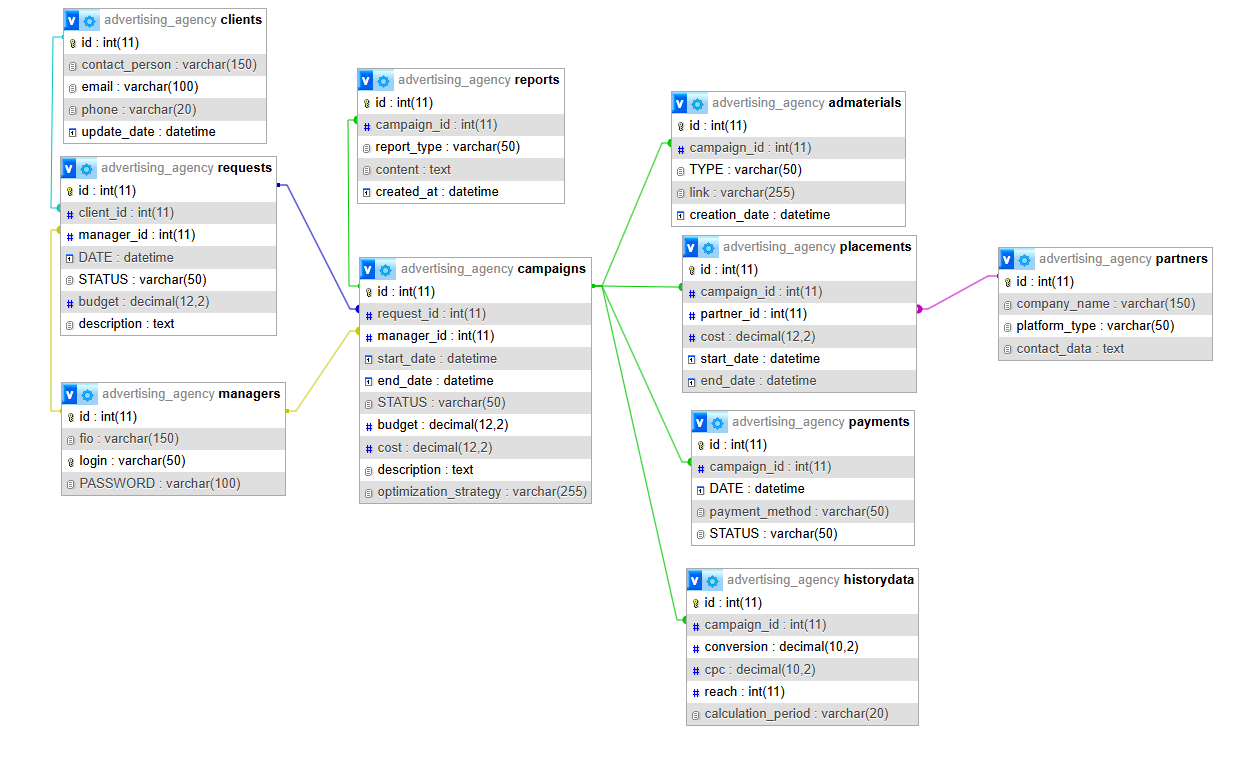 advertising_agency clients
id : int(11)
contact_person : varchar(150)
email : varchar(100)
phone : varchar(20)
update_date : datetime
advertising_agency requests
id : int(11)
client_id : int(11)
manager_id : int(11)
DATE : datetime
STATUS : varchar(50)
budget : decimal(12,2)
description : text
advertising_agency managers
id : int(11)
fio : varchar(150)
login : varchar(50)
PASSWORD : varchar(100)
advertising_agency reports
id : int(11)
campaign_id : int(11)
report_type : varchar(50)
content : text
created_at : datetime
advertising_agency campaigns
id : int(11)
request_id : int(11)
manager_id : int(11)
start_date : datetime
end_date : datetime
STATUS : varchar(50)
budget : decimal(12,2)
cost : decimal(12,2)
description : text
optimization_strategy : varchar(255)
advertising_agency admaterials
id : int(11)
campaign_id : int(11)
TYPE : varchar(50)
link : varchar(255)
creation_date : datetime
advertising_agency placements
id : int(11)
campaign_id : int(11)
partner_id : int(11)
cost : decimal(12,2)
start_date : datetime
end_date : datetime
advertising_agency payments
id : int(11)
campaign_id : int(11)
DATE : datetime
payment_method : varchar(50)
STATUS : varchar(50)
advertising_agency historydata
id : int(11)
campaign_id : int(11)
conversion : decimal(10,2)
cpc : decimal(10,2)
reach : int(11)
calculation_period : varchar(20)
advertising_agency partners
id : int(11)
company_name : varchar(150)
platform_type : varchar(50)
contact_data : text